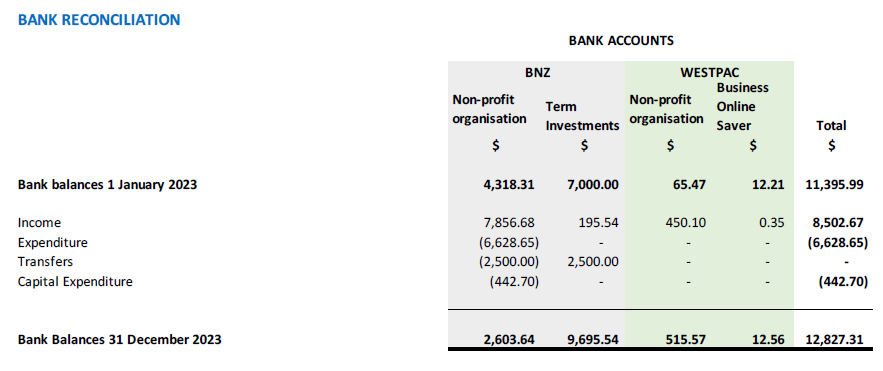 BANK RECONCILIATION
BANK ACCOUNTS
BNZ WESTPAC
Non-profit organisation Term Investments Non-profit organisation Business Online Saver Total
$ $ $ $ $
Bank balances 1 January 2023 4,318.31 7,000.00 65.47 12.21 11,395.99
Income 7,856.68 195.54 450.10 0.35 8,502.67
Expenditure (6,628.65) - - - (6,628.65)
Transfers (2,500.00) 2,500.00 - - -
Capital Expenditure (442.70) - - - (442.70)
Bank Balances 31 December 2023 2,603.64 9,695.54 515.57 12.56 12,827.31